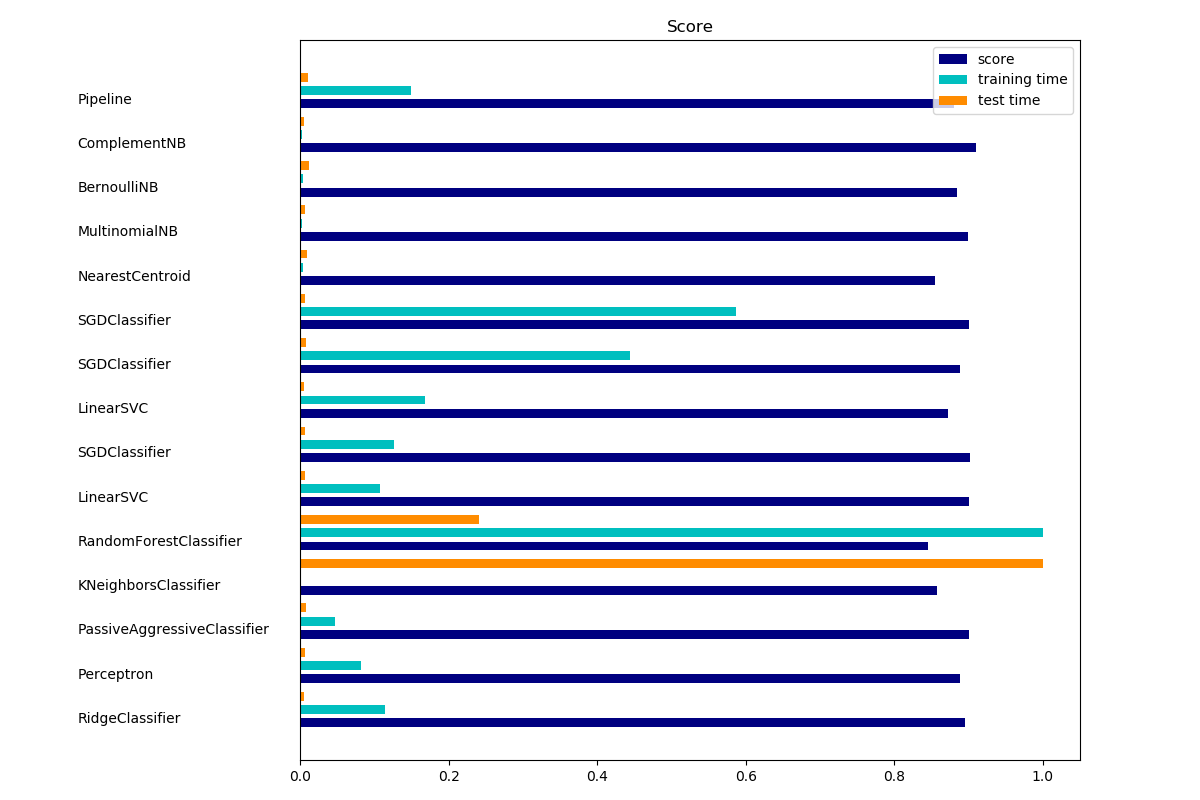 Score
score
training time
test time
Pipeline
ComplementNB
BernoulliNB
MultinomialNB
NearestCentroid
SGDClassifier
SGDClassifier
LinearSVC
SGDClassifier
LinearSVC
RandomForestClassifier
KNeighborsClassifier
PassiveAggressiveClassifier
Perceptron
RidgeClassifier
0.0 0.2 0.4 0.6 0.8 1.0